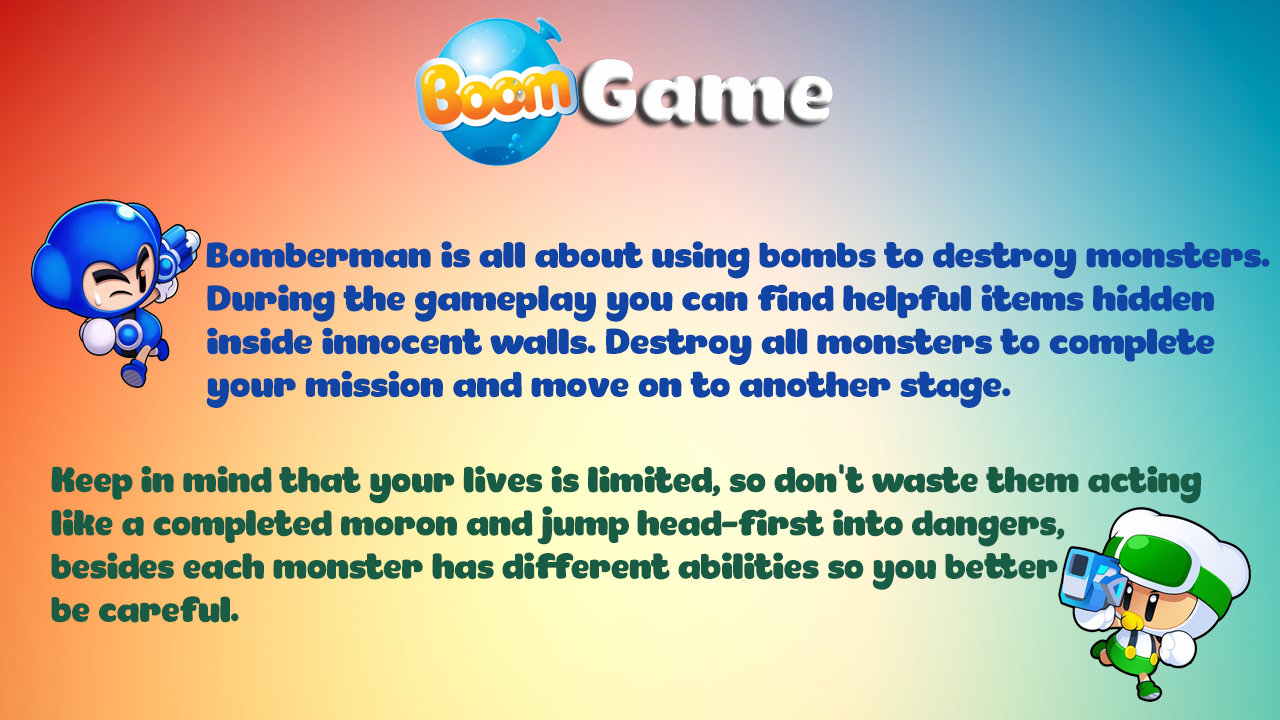 Boom Game
Bomberman is all about using bombs to destroy monsters.
During the gameplay you can find helpful items hidden
inside innocent walls. Destroy all monsters to complete
your mission and move on to another stage.
Keep in mind that your lives is limited, so don't waste them acting
like a completed moron and jump head-first into dangers,
besides each monster has different abilities so you better
be careful.